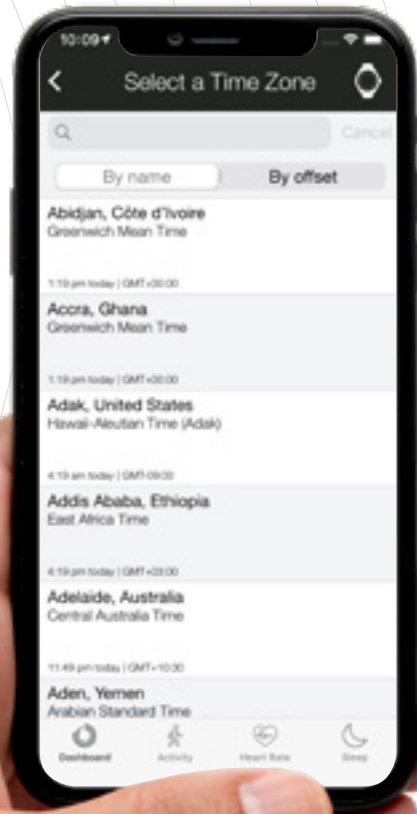 10:09
Select a Time Zone
Cancel
By name
By offset
Abidjan, Côte d'Ivoire
Greenwich Mean Time
1:19 pm today | GMT+00:00
Accra, Ghana
Greenwich Mean Time
1:19 pm today | GMT+00:00
Adak, United States
Hawaii-Aleutian Time (Adak)
4:19 am today | GMT-09:00
Addis Ababa, Ethiopia
East Africa Time
4:19 pm today | GMT+03:00
Adelaide, Australia
Central Australia Time
11:49 pm today | GMT+10:30
Aden, Yemen
Arabian Standard Time
Dashboard
Activity
Heart Rate
Sleep